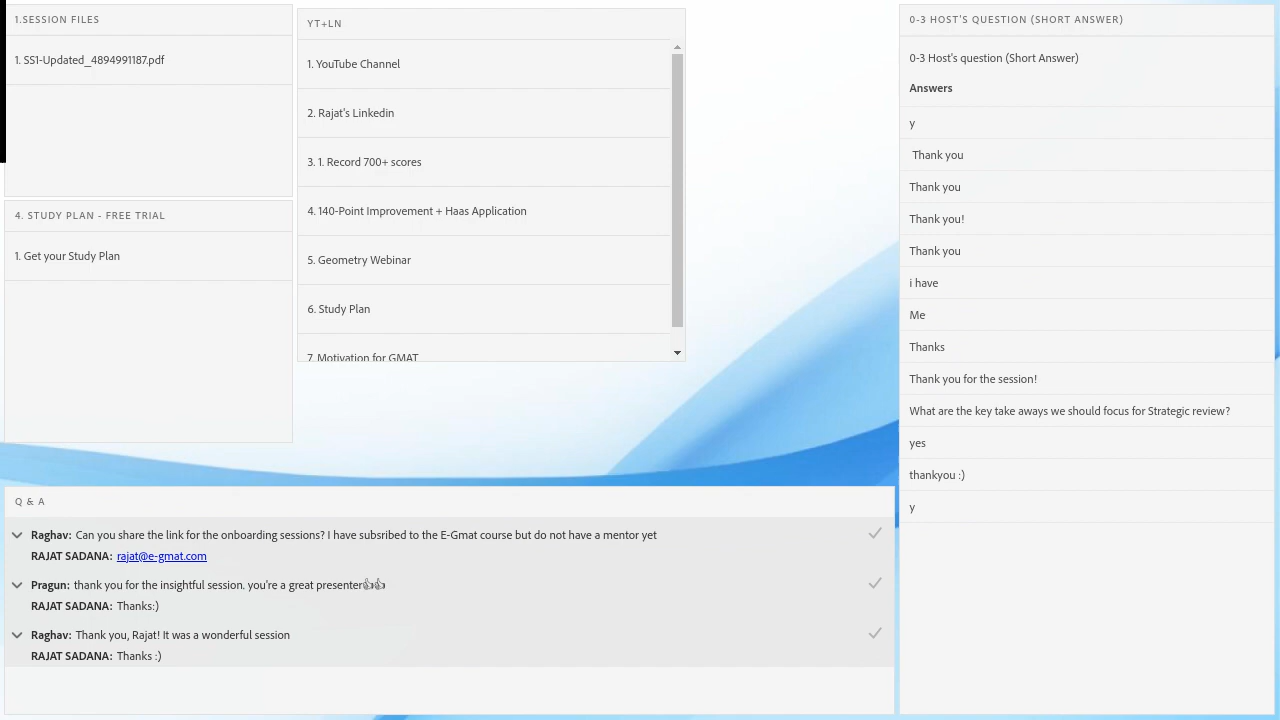 1.SESSION FILES
1. SS1-Updated_4894991187.pdf
4. STUDY PLAN - FREE TRIAL
1. Get your Study Plan
YT+LN
1. YouTube Channel
2. Rajat's Linkedin
3. 1. Record 700+ scores
4. 140-Point Improvement + Haas Application
5. Geometry Webinar
6. Study Plan
7. Motivation for GMAT
0-3 HOST'S QUESTION (SHORT ANSWER)
0-3 Host's question (Short Answer)
Answers
y
Thank you
Thank you
Thank you!
Thank you
i have
Me
Thanks
Thank you for the session!
What are the key take aways we should focus for Strategic review?
yes
thankyou :)
y
Q & A
Raghav: Can you share the link for the onboarding sessions? I have subsribed to the E-Gmat course but do not have a mentor yet
RAJAT SADANA: rajat@e-gmat.com
Pragun: thank you for the insightful session. you're a great presenter👍👍
RAJAT SADANA: Thanks:)
Raghav: Thank you, Rajat! It was a wonderful session
RAJAT SADANA: Thanks :)